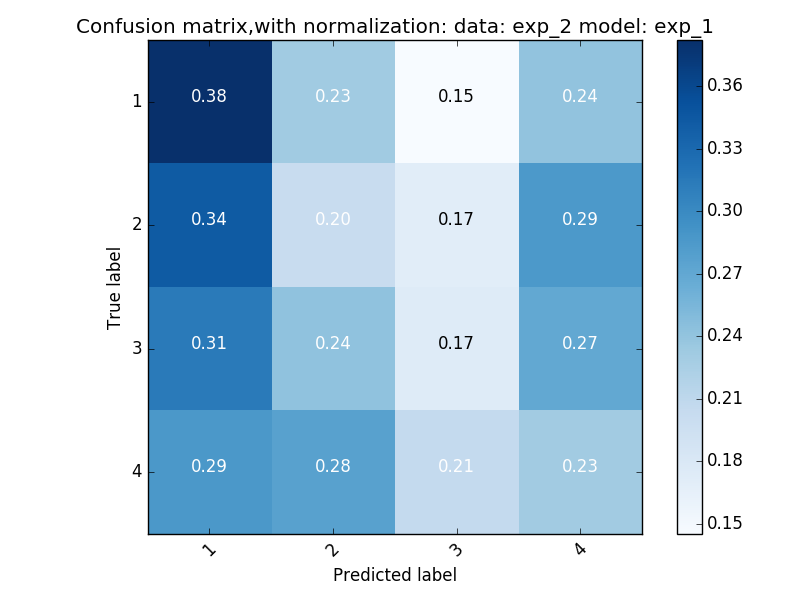 Confusion matrix,with normalization: data: exp_2 model: exp_1
1 0.38 0.23 0.15 0.24
2 0.34 0.20 0.17 0.29
3 0.31 0.24 0.17 0.27
4 0.29 0.28 0.21 0.23
True label
1 2 3 4
Predicted label
0.36
0.33
0.30
0.27
0.24
0.21
0.18
0.15